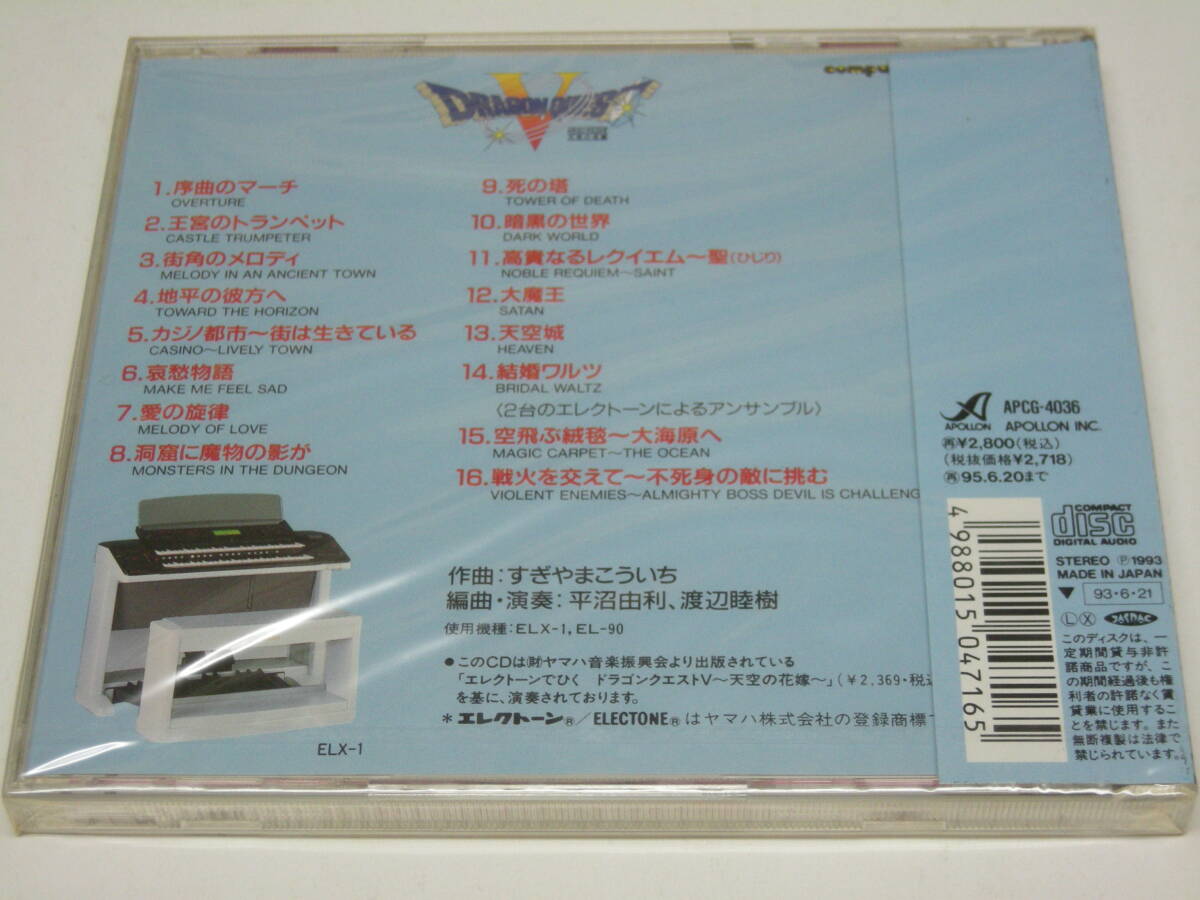 DRAGON QUEST
V
1.序曲のマーチ
OVERTURE
2.王宮のトランペット
CASTLE TRUMPETER
3.街角のメロディ
MELODY IN AN ANCIENT TOWN
4.地平の彼方へ
TOWARD THE HORIZON
5.カジノ都市〜街は生きている
CASINO〜LIVELY TOWN
6.哀愁物語
MAKE ME FEEL SAD
7.愛の旋律
MELODY OF LOVE
8.洞窟に魔物の影が
MONSTERS IN THE DUNGEON
9.死の塔
TOWER OF DEATH
10.暗黒の世界
DARK WORLD
11.高貴なるレクイエム〜聖(ひじり)
NOBLE REQUIEM〜SAINT
12.大魔王
SATAN
13.天空城
HEAVEN
14.結婚ワルツ
BRIDAL WALTZ
〈2台のエレクトーンによるアンサンブル〉
15.空飛ぶ絨毯〜大海原へ
MAGIC CARPET〜THE OCEAN
16.戦火を交えて〜不死身の敵に挑む
VIOLENT ENEMIES〜ALMIGHTY BOSS DEVIL IS CHALLENG
作曲:すぎやまこういち
編曲・演奏:平沼由利、渡辺睦樹
使用機種:ELX-1, EL-90
●このCDは(財)ヤマハ音楽振興会より出版されている
「エレクトーンでひく ドラゴンクエストV〜天空の花嫁〜」(¥2.369・税込
を基に、演奏されております。
*エレクトーン®/ELECTONE®はヤマハ株式会社の登録商標で
ELX-1
compu
APOLLON
APCG-4036
APOLLON INC.
再¥2,800(税込)
(税抜価格¥2,718)
再95.6.20まで
4988015047165
COMPACT
disc
DIGITAL AUDIO
STEREO Ⓟ1993
MADE IN JAPAN
▼ 93・6・21
Ⓛ Ⓧ JASRAC
このディスクは、一
定期間貸与非許
諾商品ですが、こ
の期間経過後も権
利者の許諾なく賃
貸業に使用するこ
とを禁じます。また
無断複製は法律で
禁じられています。